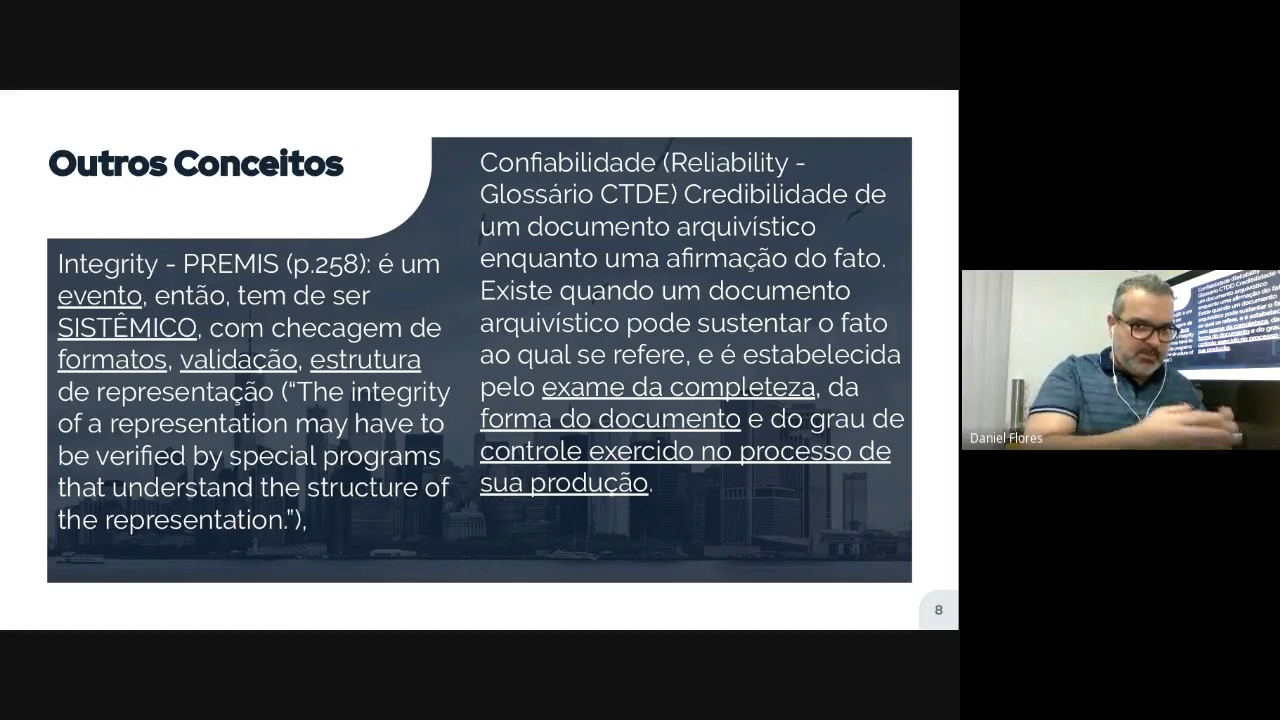 Outros Conceitos
Integrity - PREMIS (p.258): é um
evento, então, tem de ser
SISTÊMICO, com checagem de
formatos, validação, estrutura
de representação (“The integrity
of a representation may have to
be verified by special programs
that understand the structure of
the representation.”),
Confiabilidade (Reliability -
Glossário CTDE) Credibilidade de
um documento arquivístico
enquanto uma afirmação do fato.
Existe quando um documento
arquivístico pode sustentar o fato
ao qual se refere, e é estabelecida
pelo exame da completeza, da
forma do documento e do grau de
controle exercido no processo de
sua produção.
8
Daniel Flores